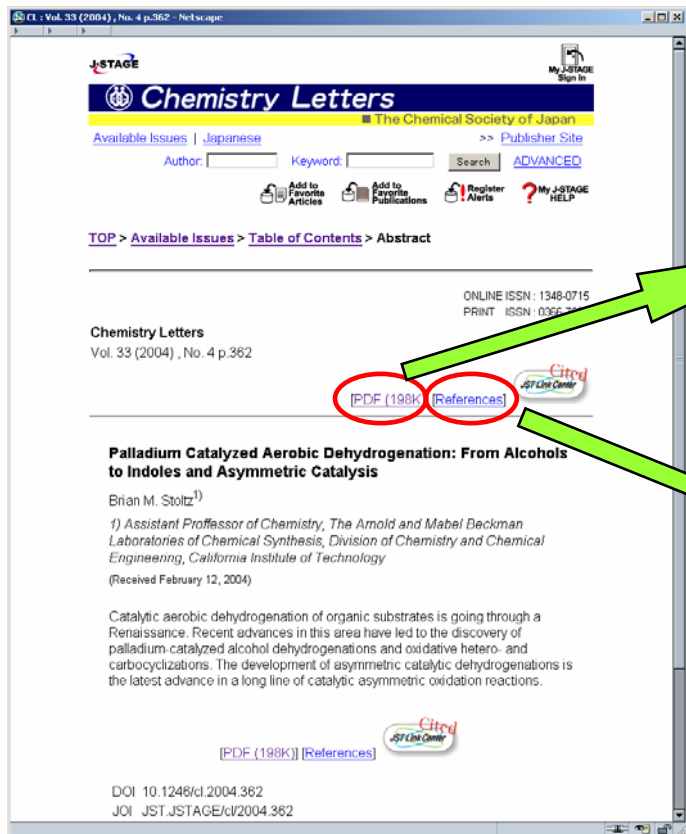 CL : Vol. 33 (2004) , No. 4 p.362 - Netscape
J-STAGE
My J-STAGE
Sign In
Chemistry Letters
■ The Chemical Society of Japan
Available Issues | Japanese >> Publisher Site
Author: Keyword: Search ADVANCED
Add to Favorite Articles Add to Favorite Publications Register Alerts ? My J-STAGE HELP
TOP > Available Issues > Table of Contents > Abstract
ONLINE ISSN : 1348-0715
PRINT ISSN :
Chemistry Letters
Vol. 33 (2004) , No. 4 p.362
[PDF (198K) [References] Cited JST Link Center
Palladium Catalyzed Aerobic Dehydrogenation: From Alcohols
to Indoles and Asymmetric Catalysis
Brian M. Stoltz1)
1) Assistant Proffessor of Chemistry, The Arnold and Mabel Beckman
Laboratories of Chemical Synthesis, Division of Chemistry and Chemical
Engineering, California Institute of Technology
(Received February 12, 2004)
Catalytic aerobic dehydrogenation of organic substrates is going through a
Renaissance. Recent advances in this area have led to the discovery of
palladium-catalyzed alcohol dehydrogenations and oxidative hetero- and
carbocyclizations. The development of asymmetric catalytic dehydrogenations is
the latest advance in a long line of catalytic asymmetric oxidation reactions.
[PDF (198K)] [References] Cited JST Link Center
DOI 10.1246/cl.2004.362
JOI JST.JSTAGE/cl/2004.362